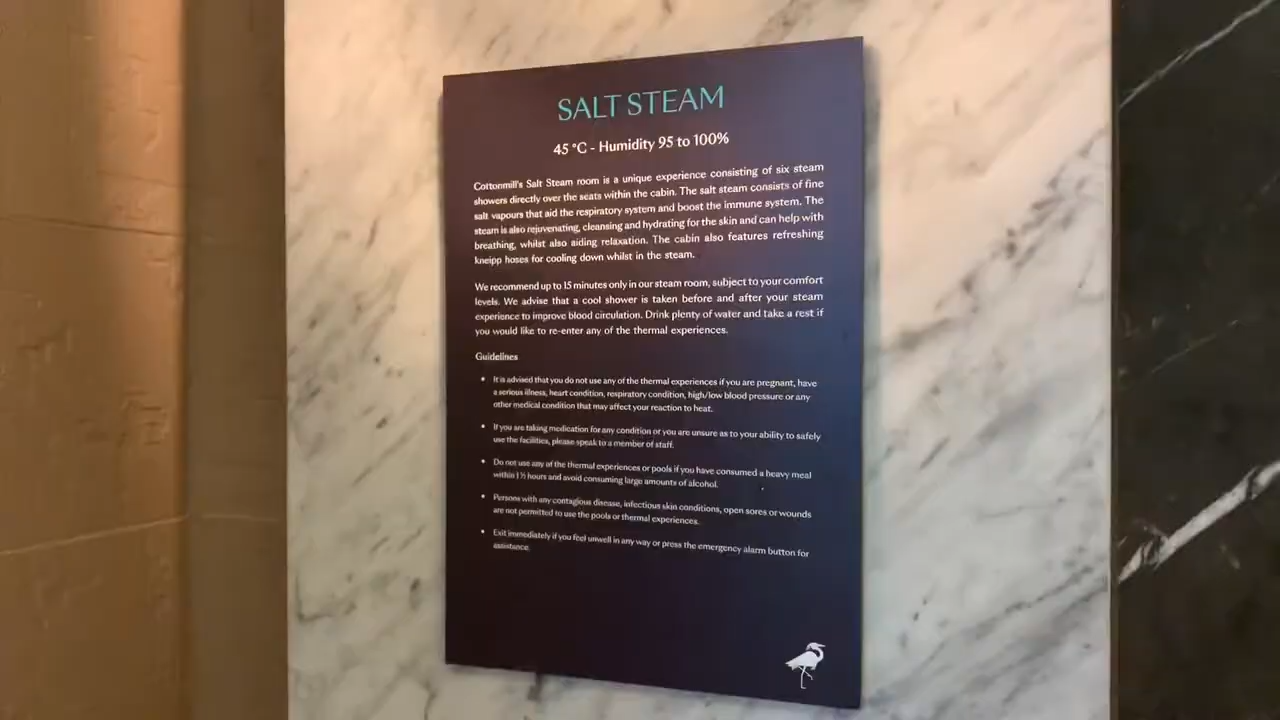 SALT STEAM
45 °C - Humidity 95 to 100%
Cottonmill's Salt Steam room is a unique experience consisting of six steam
showers directly over the seats within the cabin. The salt steam consists of fine
salt vapours that aid the respiratory system and boost the immune system. The
steam is also rejuvenating, cleansing and hydrating for the skin and can help with
breathing, whilst also aiding relaxation. The cabin also features refreshing
kneipp hoses for cooling down whilst in the steam.
We recommend up to 15 minutes only in our steam room, subject to your comfort
levels. We advise that a cool shower is taken before and after your steam
experience to improve blood circulation. Drink plenty of water and take a rest if
you would like to re-enter any of the thermal experiences.
Guidelines
• It is advised that you do not use any of the thermal experiences if you are pregnant, have
a serious illness, heart condition, respiratory condition, high/low blood pressure or any
other medical condition that may affect your reaction to heat.
• If you are taking medication for any condition or you are unsure as to your ability to safely
use the facilities, please speak to a member of staff.
• Do not use any of the thermal experiences or pools if you have consumed a heavy meal
within 1 ½ hours and avoid consuming large amounts of alcohol.
• Persons with any contagious disease, infectious skin conditions, open sores or wounds
are not permitted to use the pools or thermal experiences.
• Exit immediately if you feel unwell in any way or press the emergency alarm button for
assistance.